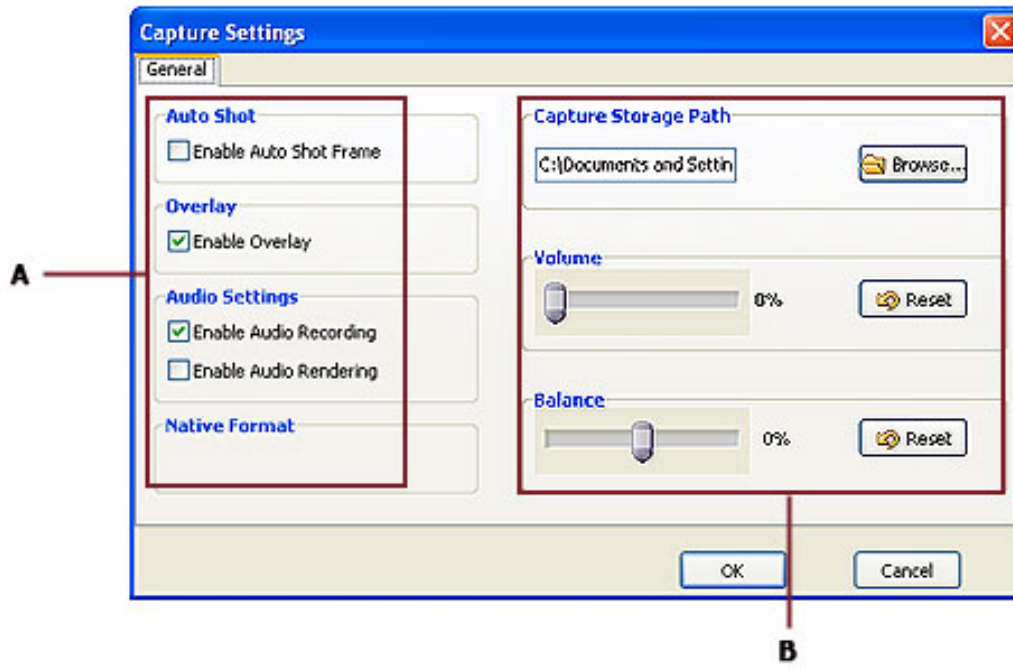 Capture Settings
General
Auto Shot
Enable Auto Shot Frame
Overlay
Enable Overlay
Audio Settings
Enable Audio Recording
Enable Audio Rendering
Native Format
Capture Storage Path
C:\Documents and Settin
Browse...
Volume
0%
Reset
Balance
0%
Reset
OK
Cancel
A
B